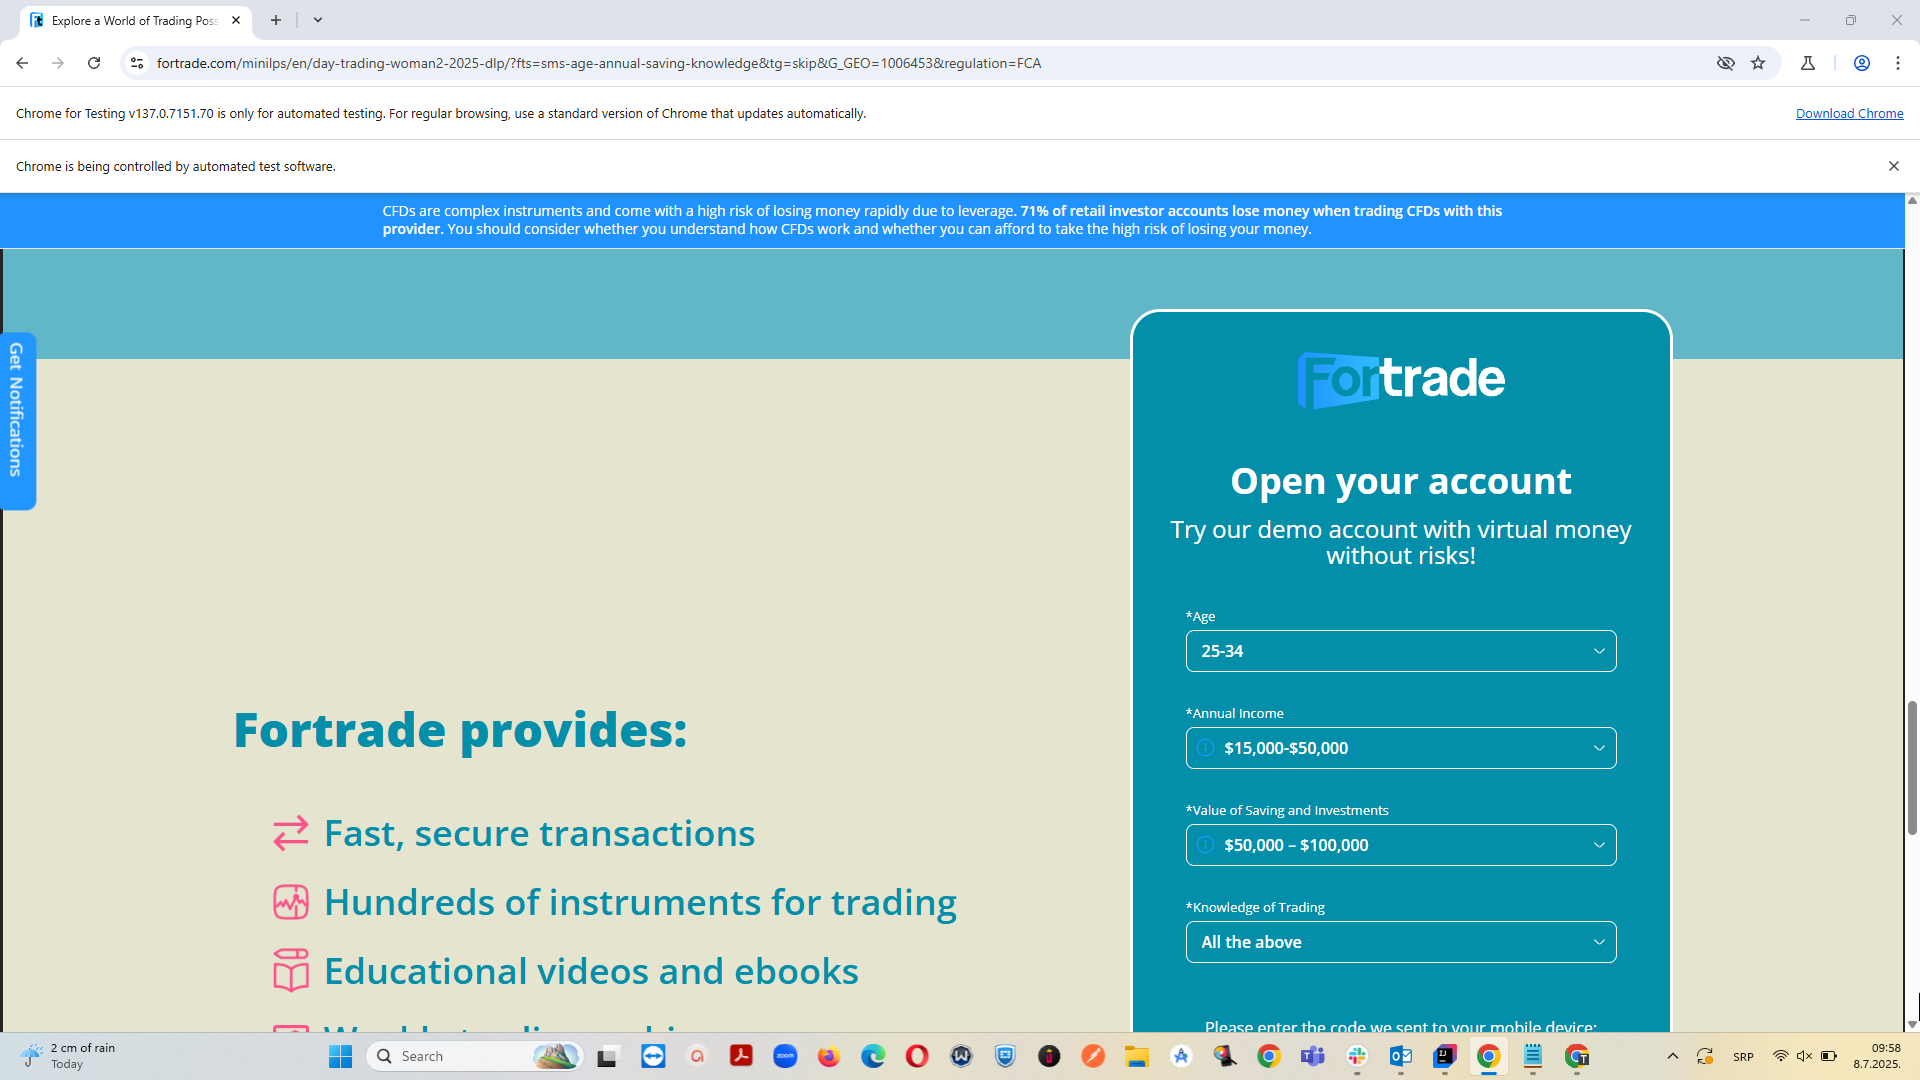 Explore a World of Trading Poss
fortrade.com/minilps/en/day-trading-woman2-2025-dlp/?fts=sms-age-annual-saving-knowledge&tg=skip&G_GEO=1006453&regulation=FCA
Chrome for Testing v137.0.7151.70 is only for automated testing. For regular browsing, use a standard version of Chrome that updates automatically.
Download Chrome
Chrome is being controlled by automated test software.
CFDs are complex instruments and come with a high risk of losing money rapidly due to leverage. 71% of retail investor accounts lose money when trading CFDs with this
provider. You should consider whether you understand how CFDs work and whether you can afford to take the high risk of losing your money.
Get Notifications
Fortrade
Open your account
Try our demo account with virtual money
without risks!
*Age
25-34
*Annual Income
$15,000-$50,000
*Value of Saving and Investments
$50,000 – $100,000
*Knowledge of Trading
All the above
Please enter the code we sent to your mobile device:
Fortrade provides:
Fast, secure transactions
Hundreds of instruments for trading
Educational videos and ebooks
2 cm of rain
Today
Search
zoom
SRP
09:58
8.7.2025.